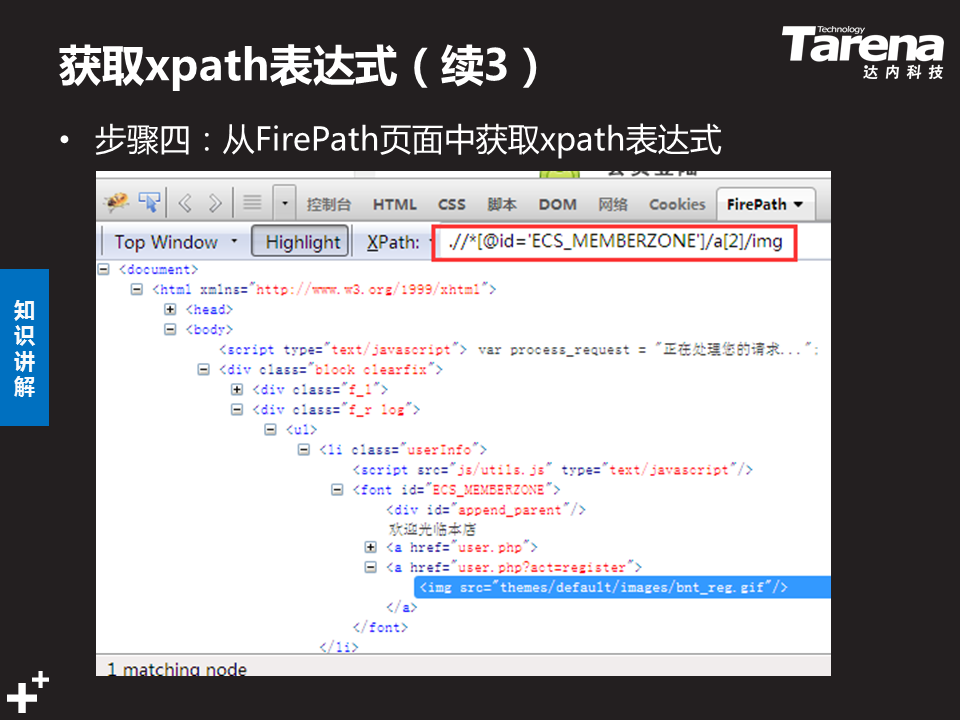 获取xpath表达式（续3）
Technology
Tarena
达内科技
• 步骤四：从FirePath页面中获取xpath表达式
控制台 HTML CSS 脚本 DOM 网络 Cookies FirePath
Top Window Highlight XPath: .//*[@id='ECS_MEMBERZONE']/a[2]/img
<document>
<html xmlns="http://www.w3.org/1999/xhtml">
<head>
<body>
<script type="text/javascript"> var process_request = "正在处理您的请求...";
<div class="block clearfix">
<div class="f_l">
<div class="f_r log">
<ul>
<li class="userInfo">
<script src="js/utils.js" type="text/javascript"/>
<font id="ECS_MEMBERZONE">
<div id="append_parent"/>
欢迎光临本店
<a href="user.php">
<a href="user.php?act=register">
<img src="themes/default/images/bnt_reg.gif"/>
</a>
</font>
</li>
1 matching node
知识讲解